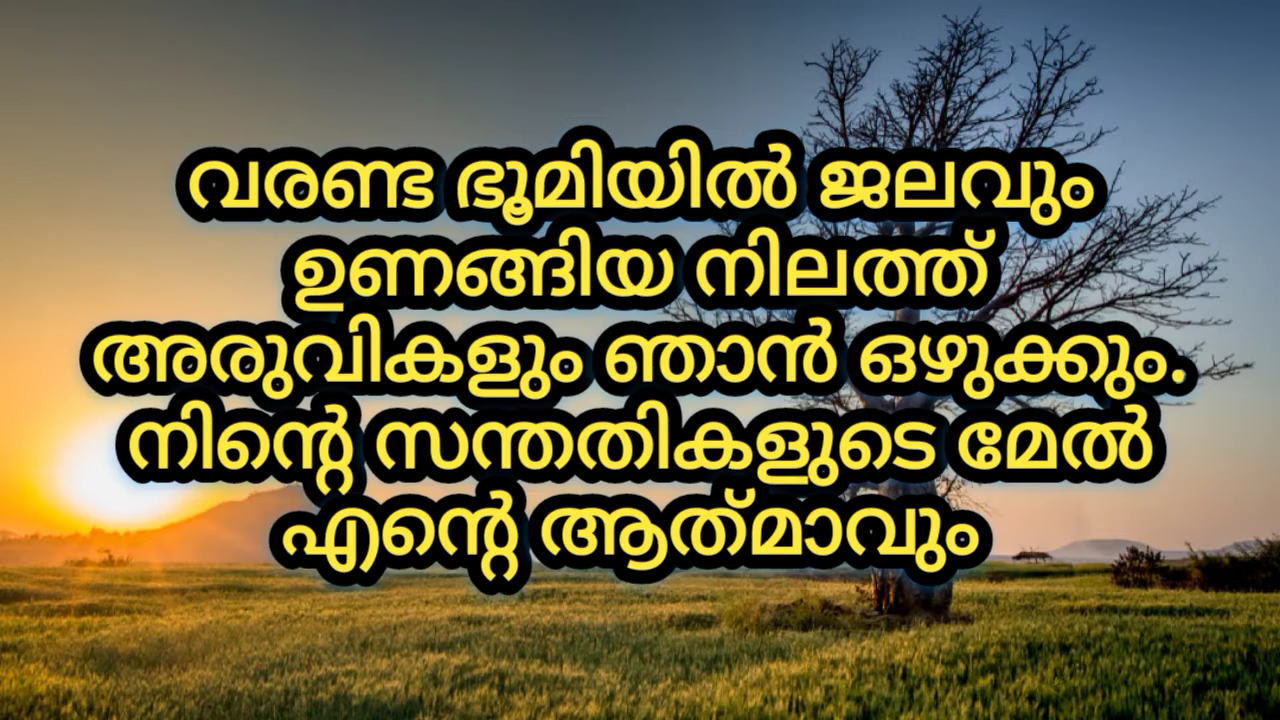 വരണ്ട ഭൂമിയിൽ ജലവും
ഉണങ്ങിയ നിലത്ത്
അരുവികളും ഞാൻ ഒഴുക്കും.
നിന്റെ സന്തതികളുടെ മേൽ
എന്റെ ആത്‌മാവും